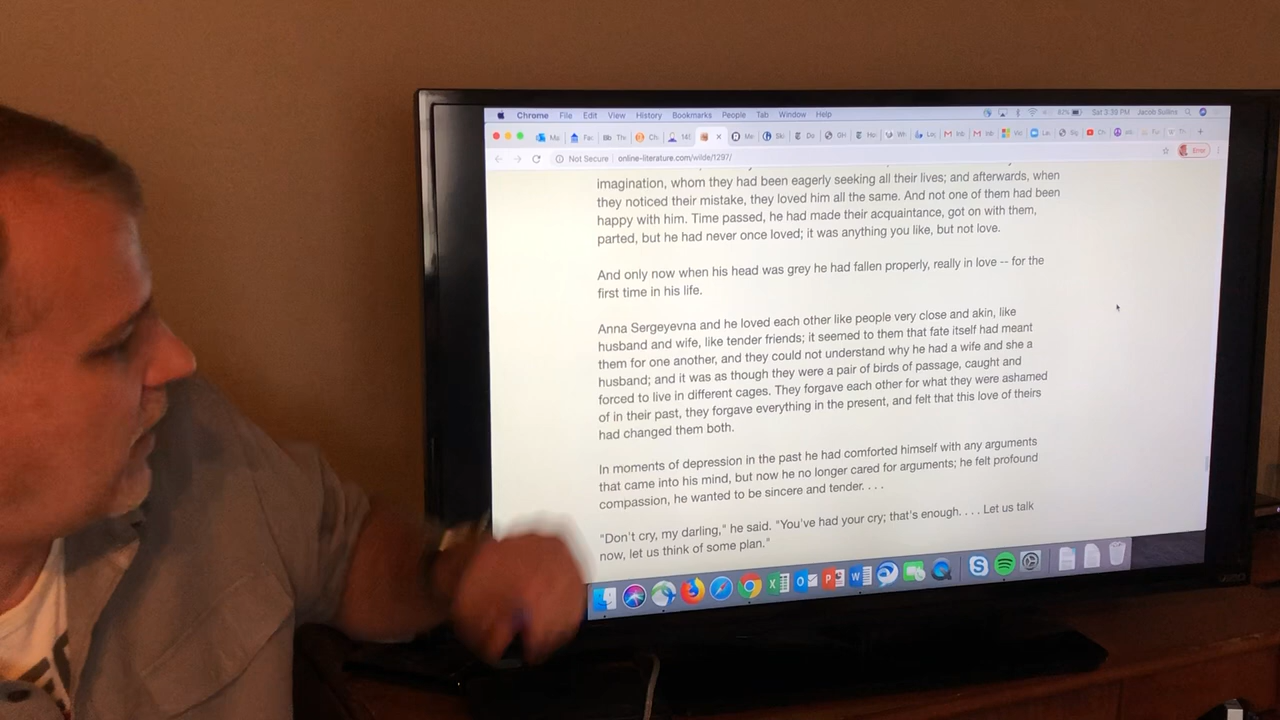 Chrome File Edit View History Bookmarks People Tab Window Help Sat 3:39 PM Jacob Sullins
Not Secure online-literature.com/wilde/1297/ Error
imagination, whom they had been eagerly seeking all their lives; and afterwards, when
they noticed their mistake, they loved him all the same. And not one of them had been
happy with him. Time passed, he had made their acquaintance, got on with them,
parted, but he had never once loved; it was anything you like, but not love.
And only now when his head was grey he had fallen properly, really in love -- for the
first time in his life.
Anna Sergeyevna and he loved each other like people very close and akin, like
husband and wife, like tender friends; it seemed to them that fate itself had meant
them for one another, and they could not understand why he had a wife and she a
husband; and it was as though they were a pair of birds of passage, caught and
forced to live in different cages. They forgave each other for what they were ashamed
of in their past, they forgave everything in the present, and felt that this love of theirs
had changed them both.
In moments of depression in the past he had comforted himself with any arguments
that came into his mind, but now he no longer cared for arguments; he felt profound
compassion, he wanted to be sincere and tender. . . .
"Don't cry, my darling," he said. "You've had your cry; that's enough. . . . Let us talk
now, let us think of some plan."